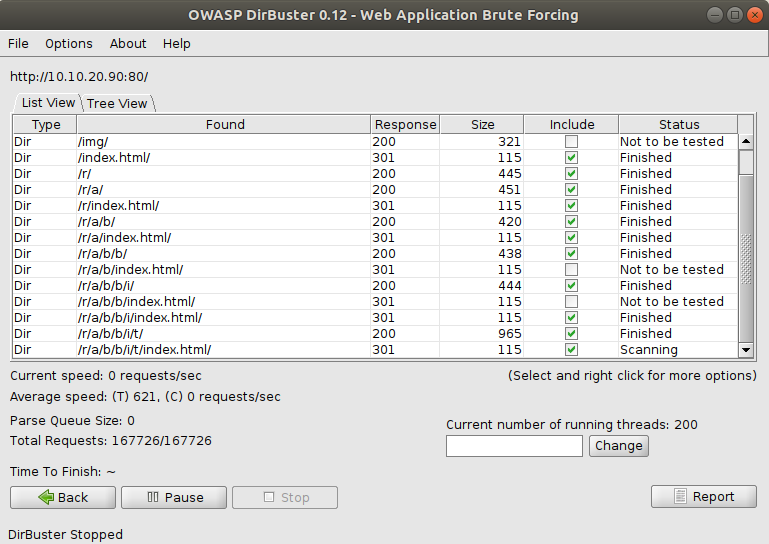 OWASP DirBuster 0.12 - Web Application Brute Forcing
File Options About Help
http://10.10.20.90:80/
List View Tree View
Type Found Response Size Include Status
Dir /img/ 200 321 Not to be tested
Dir /index.html/ 301 115 Finished
Dir /r/ 200 445 Finished
Dir /r/a/ 200 451 Finished
Dir /r/index.html/ 301 115 Finished
Dir /r/a/b/ 200 420 Finished
Dir /r/a/index.html/ 301 115 Finished
Dir /r/a/b/b/ 200 438 Finished
Dir /r/a/b/index.html/ 301 115 Not to be tested
Dir /r/a/b/b/i/ 200 444 Finished
Dir /r/a/b/b/index.html/ 301 115 Not to be tested
Dir /r/a/b/b/i/index.html/ 301 115 Finished
Dir /r/a/b/b/i/t/ 200 965 Finished
Dir /r/a/b/b/i/t/index.html/ 301 115 Scanning
Current speed: 0 requests/sec (Select and right click for more options)
Average speed: (T) 621, (C) 0 requests/sec
Parse Queue Size: 0
Current number of running threads: 200
Total Requests: 167726/167726
Change
Time To Finish: ~
Back Pause Stop Report
DirBuster Stopped